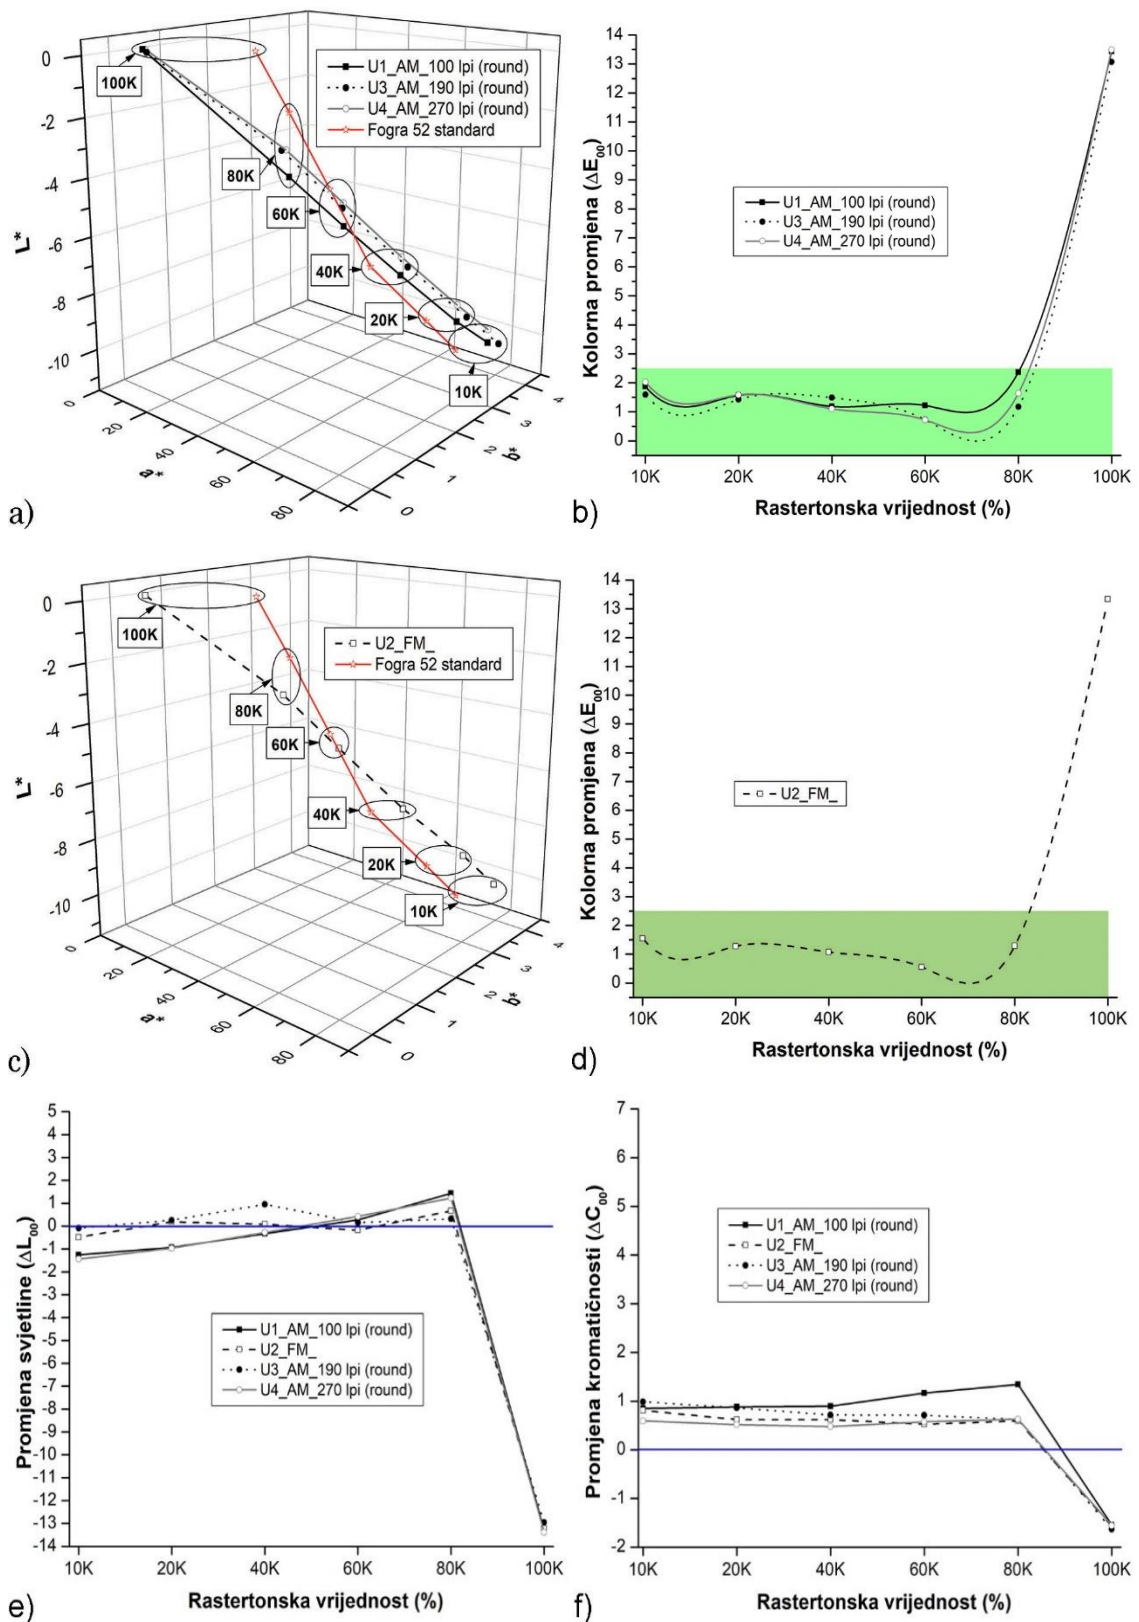 0
20
40
60
80
0
1
2
3
4
0
-2
-4
-6
-8
-10
L*
a*
b*
100K
80K
60K
40K
20K
10K
U1_AM_100 lpi (round)
U3_AM_190 lpi (round)
U4_AM_270 lpi (round)
Fogra 52 standard
a)
14
13
12
11
10
9
8
7
6
5
4
3
2
1
0
Kolorna promjena (ΔE00)
U1_AM_100 lpi (round)
U3_AM_190 lpi (round)
U4_AM_270 lpi (round)
10K 20K 40K 60K 80K 100K
Rastertonska vrijednost (%)
b)
0
-2
-4
-6
-8
-10
L*
0
20
40
60
80
a*
0
1
2
3
4
b*
100K
80K
60K
40K
20K
10K
U2_FM_
Fogra 52 standard
c)
14
13
12
11
10
9
8
7
6
5
4
3
2
1
0
Kolorna promjena (ΔE00)
U2_FM_
10K 20K 40K 60K 80K 100K
Rastertonska vrijednost (%)
d)
5
4
3
2
1
0
-1
-2
-3
-4
-5
-6
-7
-8
-9
-10
-11
-12
-13
-14
Promjena svjetline (ΔL00)
U1_AM_100 lpi (round)
U2_FM_
U3_AM_190 lpi (round)
U4_AM_270 lpi (round)
10K 20K 40K 60K 80K 100K
Rastertonska vrijednost (%)
e)
7
6
5
4
3
2
1
0
-1
-2
Promjena kromatičnosti (ΔC00)
U1_AM_100 lpi (round)
U2_FM_
U3_AM_190 lpi (round)
U4_AM_270 lpi (round)
10K 20K 40K 60K 80K 100K
Rastertonska vrijednost (%)
f)